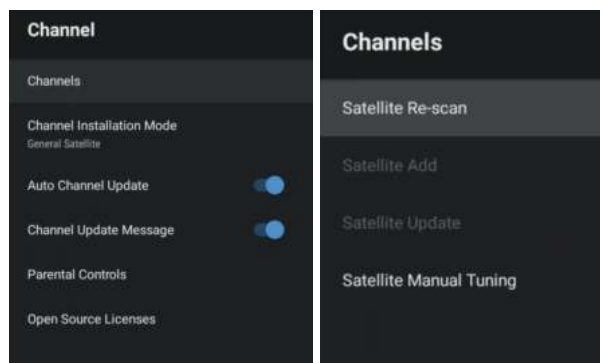 Channel
Channels
Channel Installation Mode
General Satellite
Auto Channel Update
Channel Update Message
Parental Controls
Open Source Licenses
Channels
Satellite Re-scan
Satellite Add
Satellite Update
Satellite Manual Tuning